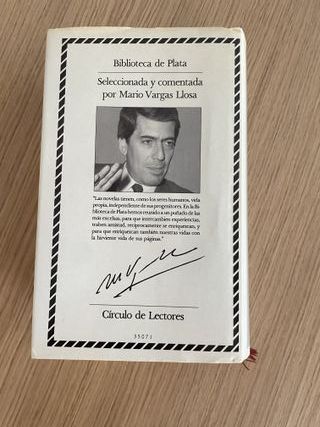 Biblioteca de Plata
Seleccionada y comentada
por Mario Vargas Llosa
"Las novelas tienen, como los seres humanos, vida
propia, independiente de sus progenitores. En la Bi-
blioteca de Plata hemos reunido a un puñado de las
más excelsas, para que intercambien experiencias,
traben amistad, recíprocamente se enriquezcan, y
para que enriquezcan también nuestras vidas con
la hirviente vida de sus páginas."
Círculo de Lectores
35071